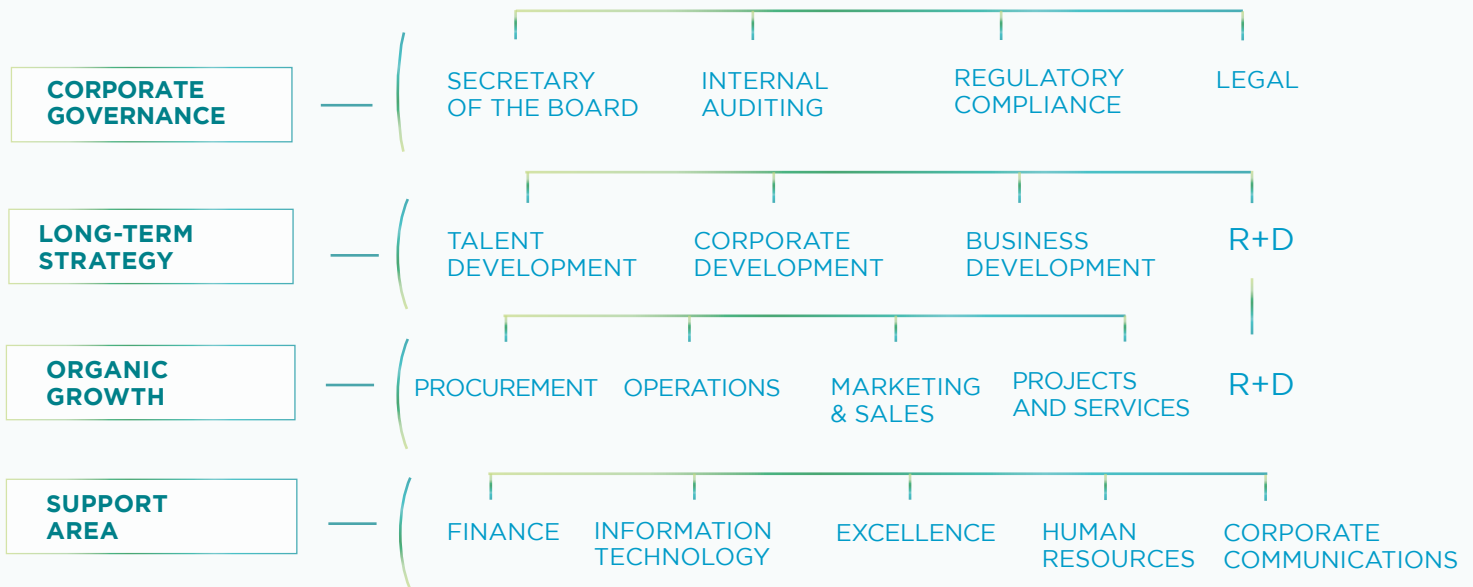 CORPORATE
GOVERNANCE
SECRETARY
OF THE BOARD
INTERNAL
AUDITING
REGULATORY
COMPLIANCE
LEGAL
LONG-TERM
STRATEGY
TALENT
DEVELOPMENT
CORPORATE
DEVELOPMENT
BUSINESS
DEVELOPMENT
R+D
ORGANIC
GROWTH
PROCUREMENT
OPERATIONS
MARKETING
& SALES
PROJECTS
AND SERVICES
R+D
SUPPORT
AREA
FINANCE
INFORMATION
TECHNOLOGY
EXCELLENCE
HUMAN
RESOURCES
CORPORATE
COMMUNICATIONS